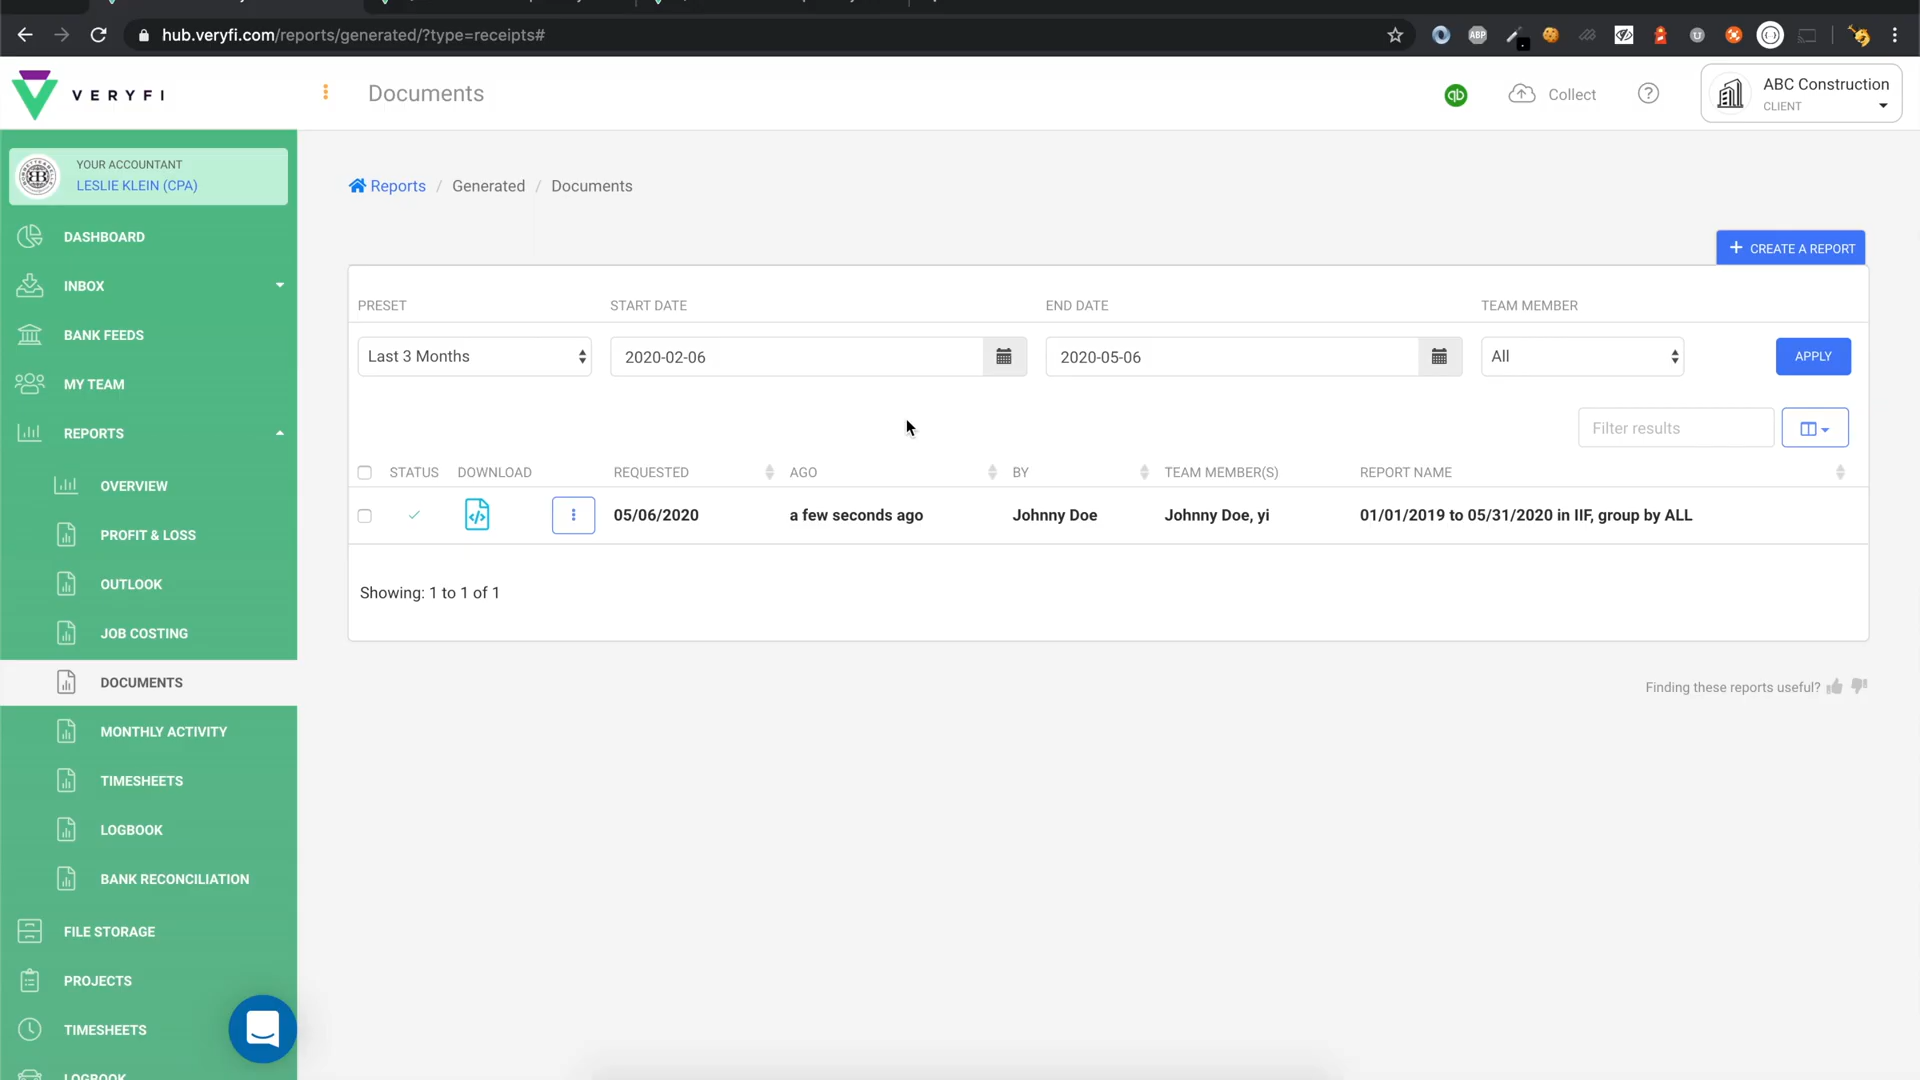 hub.veryfi.com/reports/generated/?type=receipts#
ABP
VERYFI
Documents
qb
Collect
?
ABC Construction
CLIENT
YOUR ACCOUNTANT
LESLIE KLEIN (CPA)
DASHBOARD
INBOX
BANK FEEDS
MY TEAM
REPORTS
OVERVIEW
PROFIT & LOSS
OUTLOOK
JOB COSTING
DOCUMENTS
MONTHLY ACTIVITY
TIMESHEETS
LOGBOOK
BANK RECONCILIATION
FILE STORAGE
PROJECTS
TIMESHEETS
LOGBOOK
Reports / Generated / Documents
+ CREATE A REPORT
PRESET START DATE END DATE TEAM MEMBER
Last 3 Months 2020-02-06 2020-05-06 All APPLY
Filter results
STATUS DOWNLOAD REQUESTED AGO BY TEAM MEMBER(S) REPORT NAME
05/06/2020 a few seconds ago Johnny Doe Johnny Doe, yi 01/01/2019 to 05/31/2020 in IIF, group by ALL
Showing: 1 to 1 of 1
Finding these reports useful?